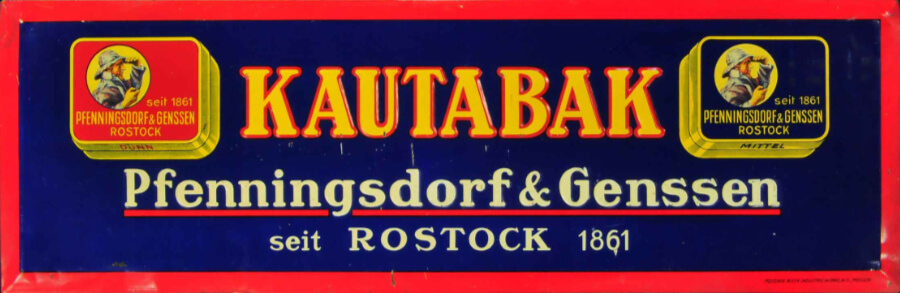 KAUTABAK
seit 1861
PFENNINGSDORF & GENSSEN
ROSTOCK
DÜNN
seit 1861
PFENNINGSDORF & GENSSEN
ROSTOCK
MITTEL
Pfenningsdorf & Genssen
seit ROSTOCK 1861